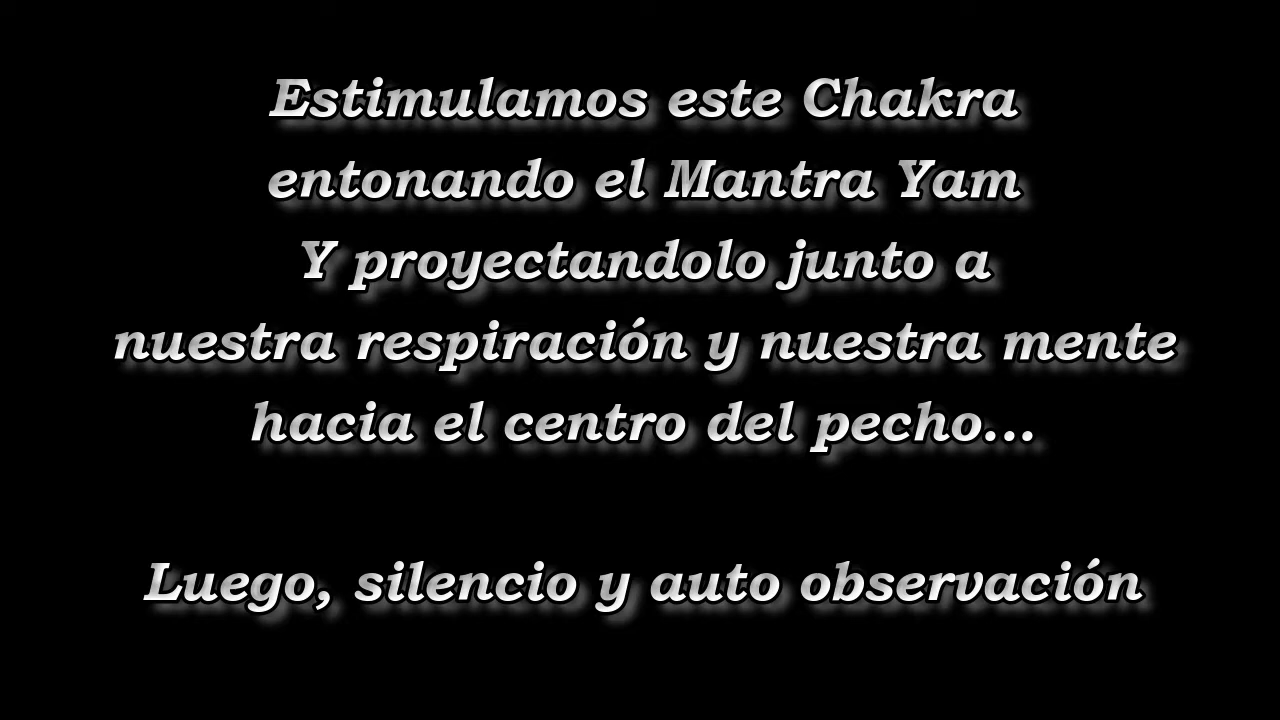 Estimulamos este Chakra
entonando el Mantra Yam
Y proyectandolo junto a
nuestra respiración y nuestra mente
hacia el centro del pecho...
Luego, silencio y auto observación